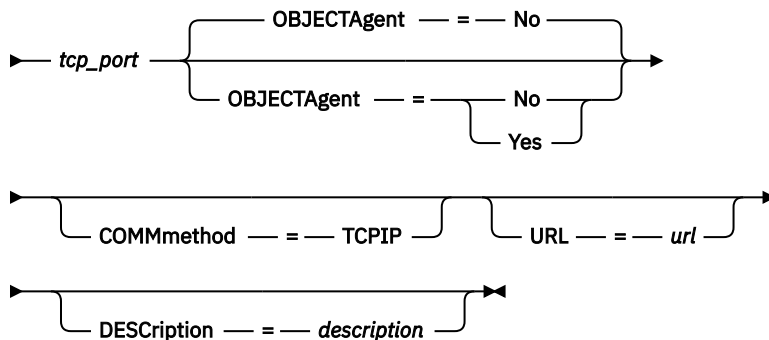 OBJECTAgent = No
tcp_port
OBJECTAgent = No
Yes
COMMmethod = TCPIP URL = url
DESCription = description